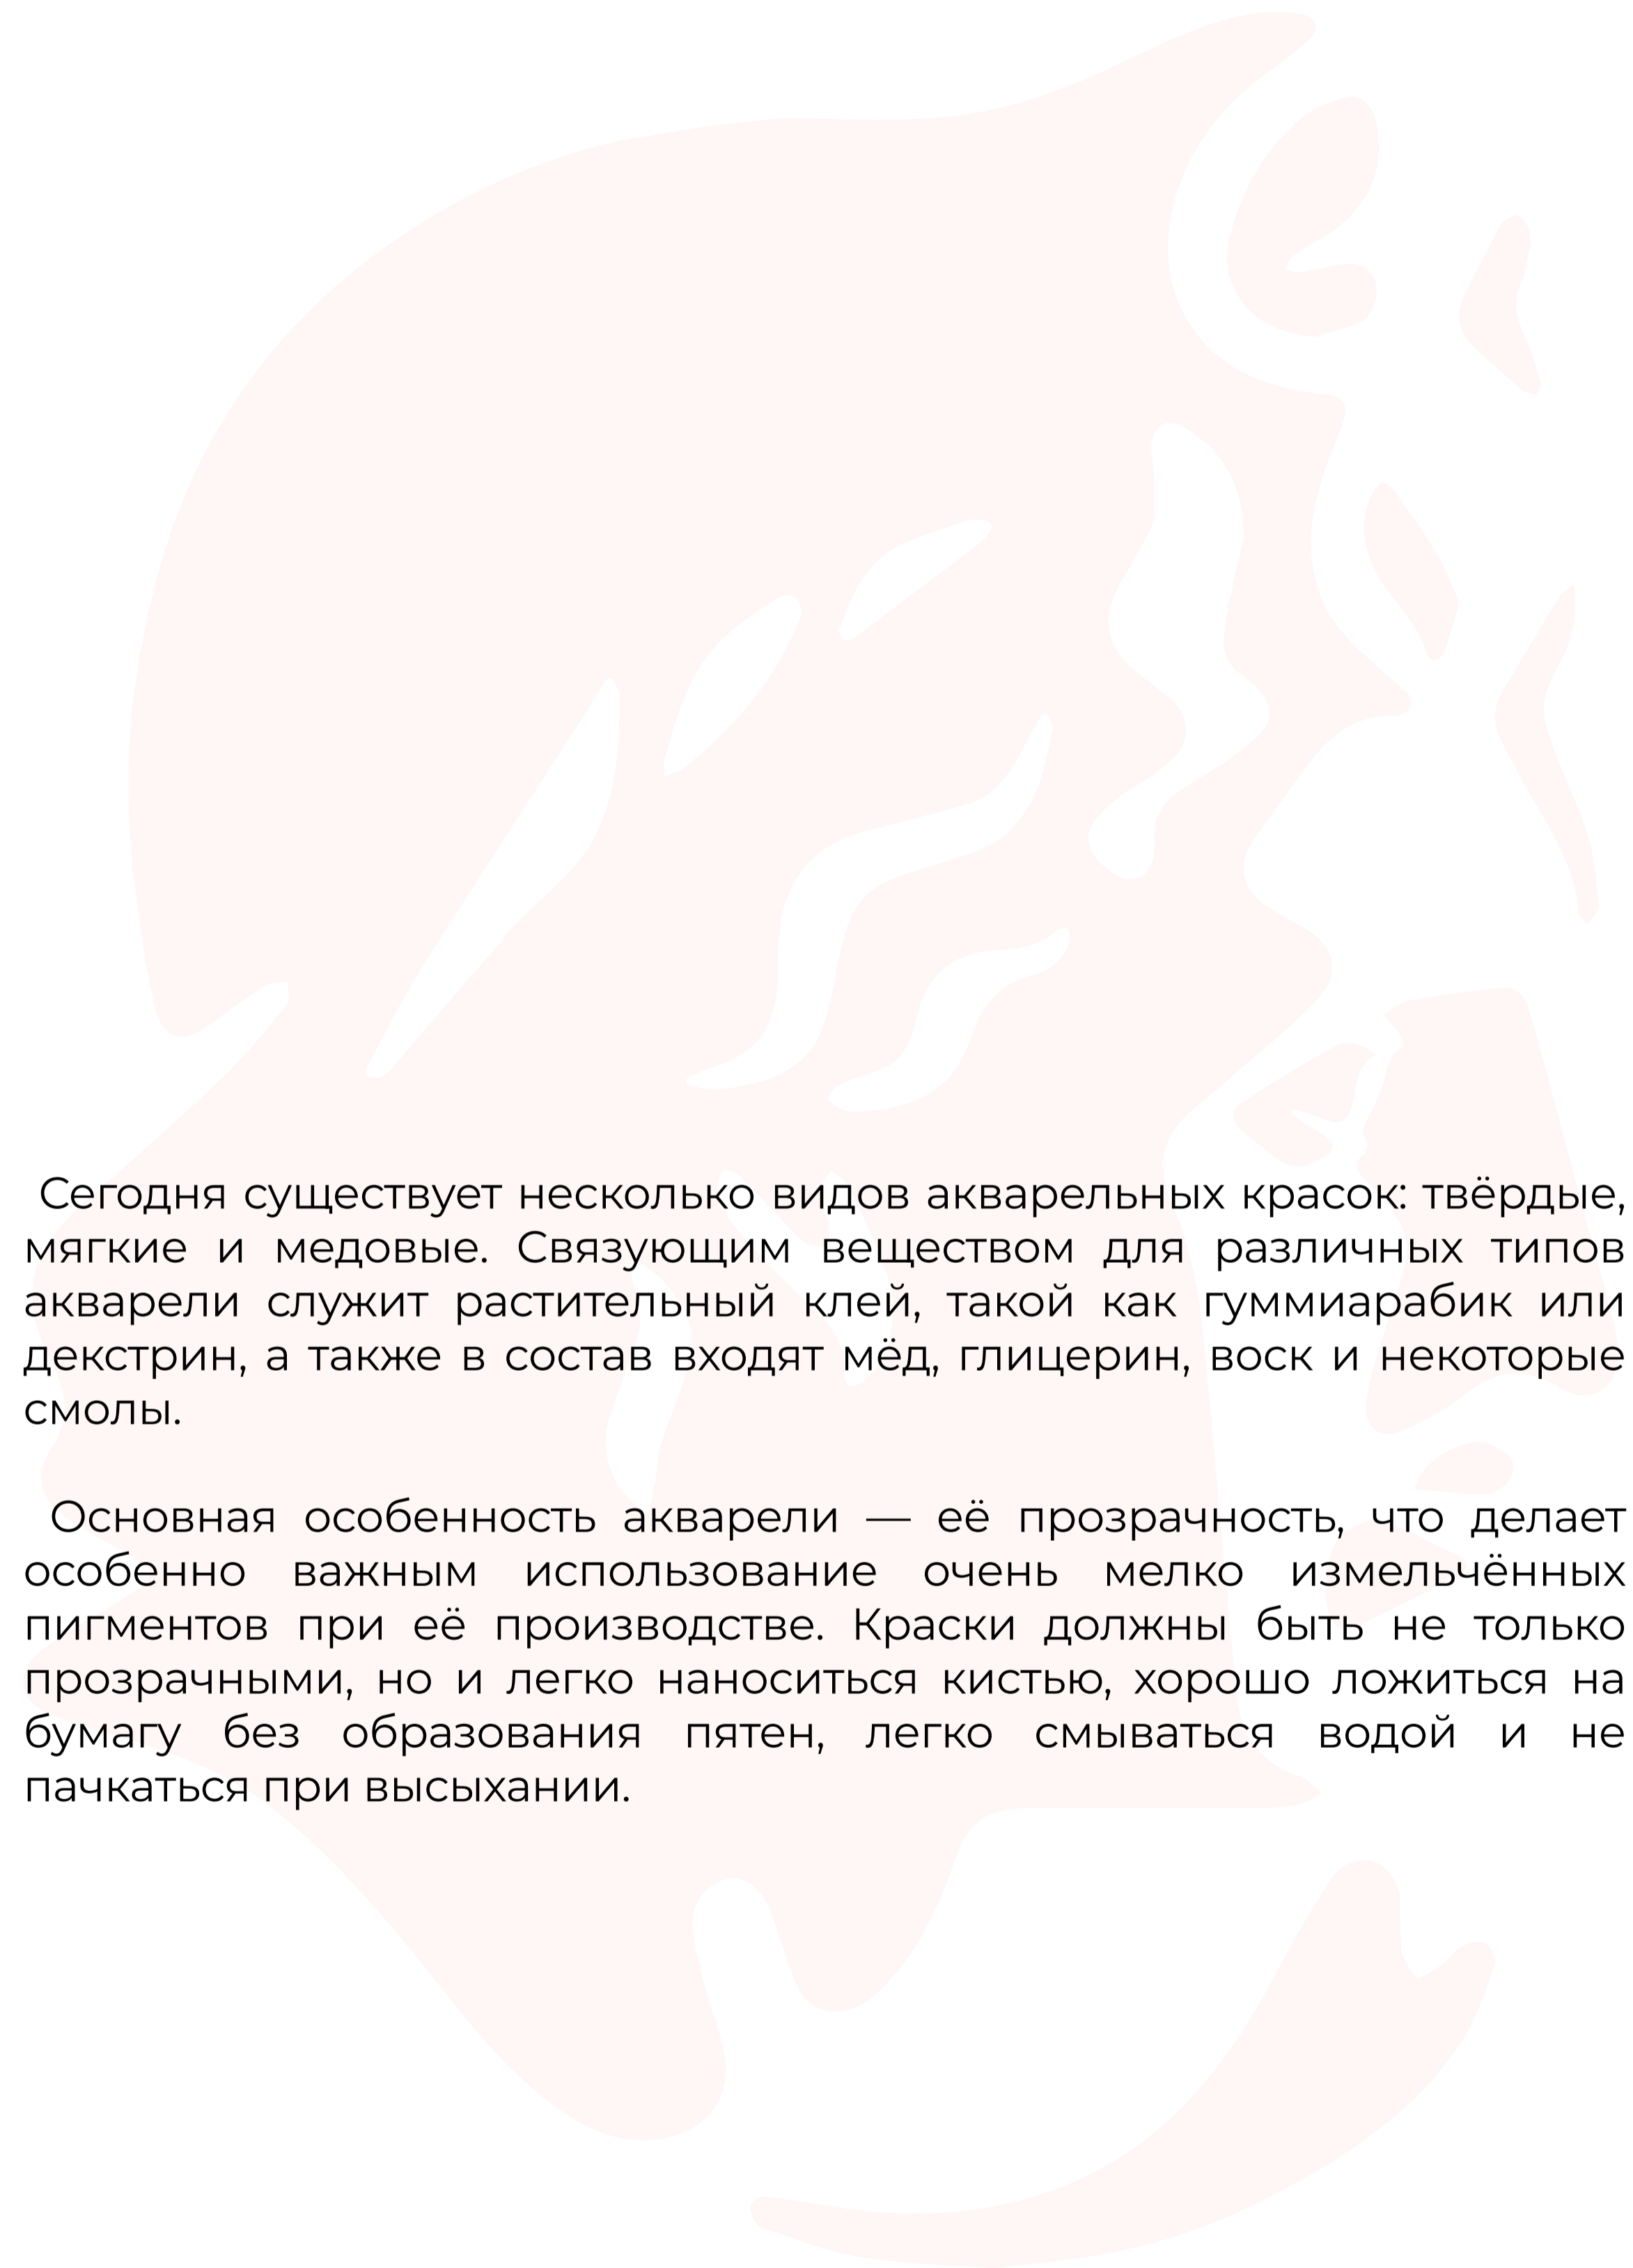 Сегодня существует несколько видов акварельных красок: твёрдые,
мягкие и медовые. Связующим веществом для различных типов
акварели служит растительный клей, такой как гуммиарабик или
декстрин, а также в состав входят мёд, глицерин, воск и некоторые
смолы.
Основная особенность акварели — её прозрачность, что делает
особенно важным использование очень мелко измельчённых
пигментов при её производстве. Краски должны быть не только
прозрачными, но и легко наноситься кистью, хорошо ложиться на
бумагу без образования пятен, легко смываться водой и не
пачкаться при высыхании.